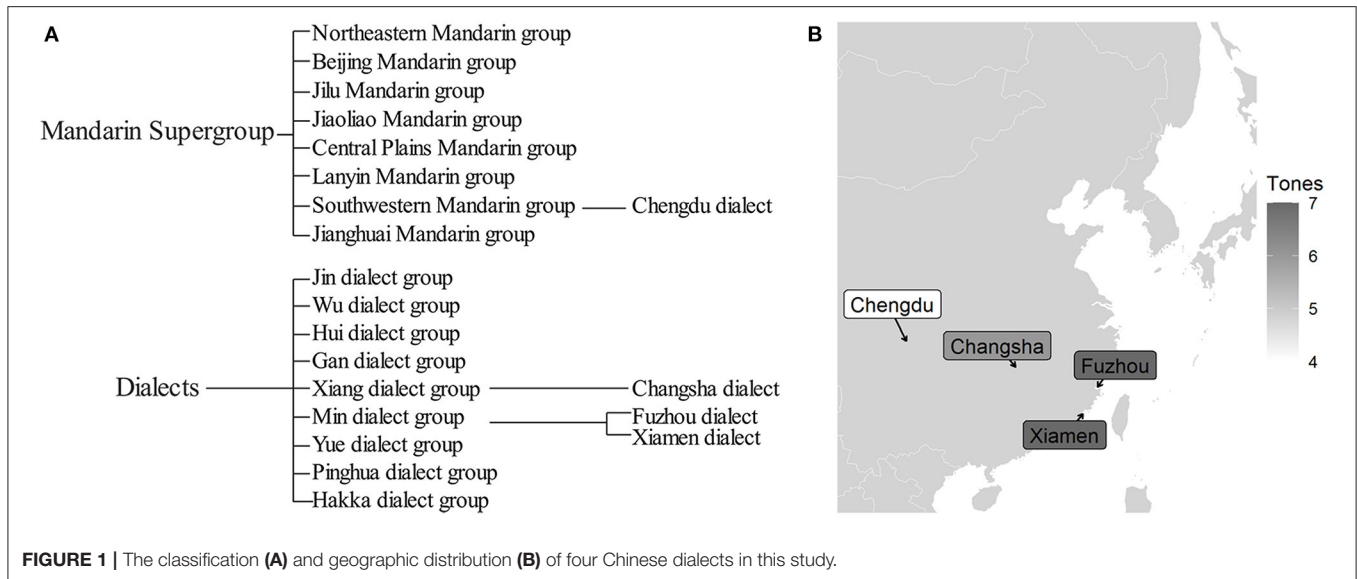 A
Mandarin Supergroup
Northeastern Mandarin group
Beijing Mandarin group
Jilu Mandarin group
Jiaoliao Mandarin group
Central Plains Mandarin group
Lanyin Mandarin group
Southwestern Mandarin group
Chengdu dialect
Jianghuai Mandarin group
Dialects
Jin dialect group
Wu dialect group
Hui dialect group
Gan dialect group
Xiang dialect group
Changsha dialect
Min dialect group
Fuzhou dialect
Xiamen dialect
Yue dialect group
Pinghua dialect group
Hakka dialect group
B
Chengdu
Changsha
Fuzhou
Xiamen
Tones
7
6
5
4
FIGURE 1 | The classification (A) and geographic distribution (B) of four Chinese dialects in this study.